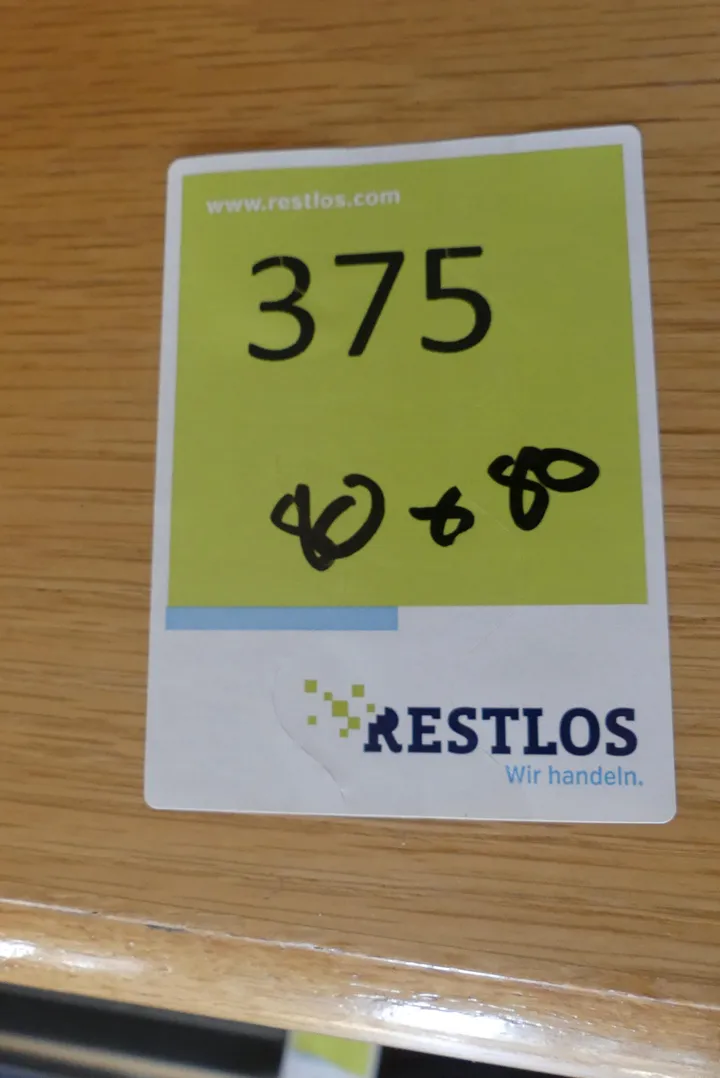 www.restlos.com
375
80 x 80
RESTLOS
Wir handeln.